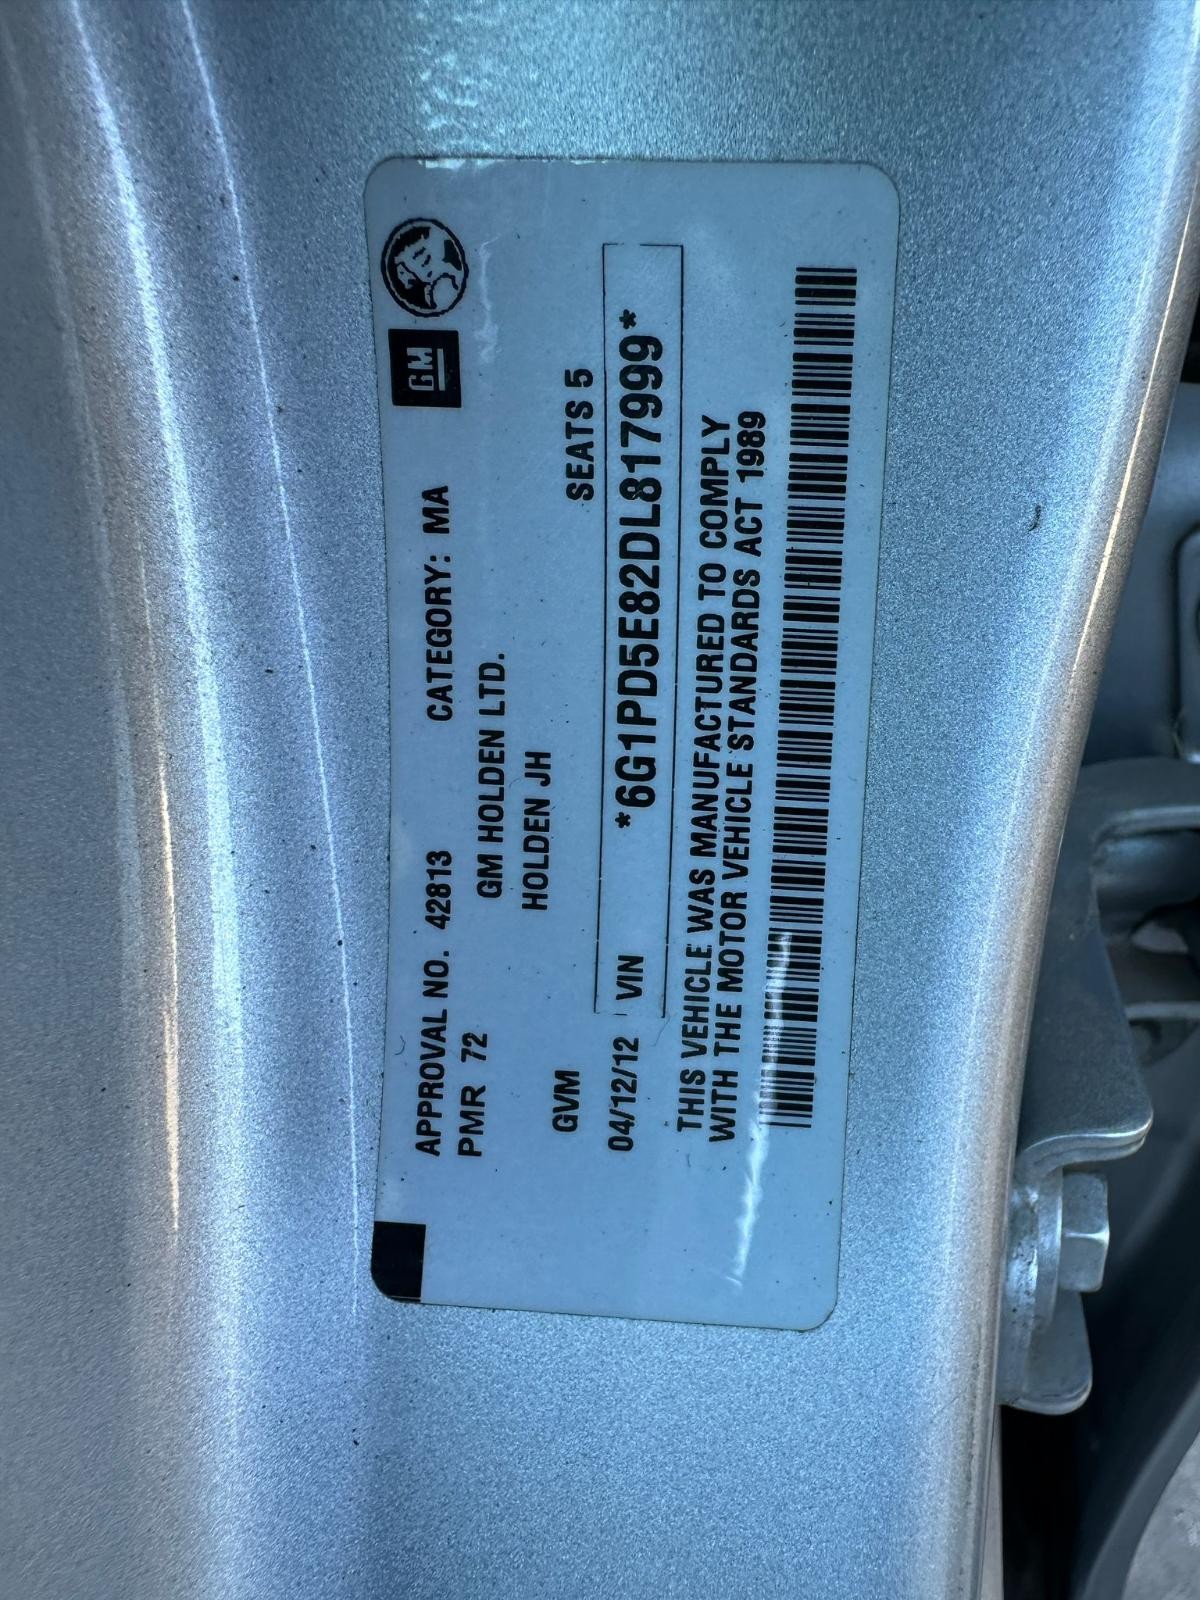 APPROVAL NO. 42813 CATEGORY: MA GM
PMR 72
GM HOLDEN LTD.
HOLDEN JH
GVM SEATS 5
04/12/12 VIN *6G1PD5E82DL817999*
THIS VEHICLE WAS MANUFACTURED TO COMPLY
WITH THE MOTOR VEHICLE STANDARDS ACT 1989